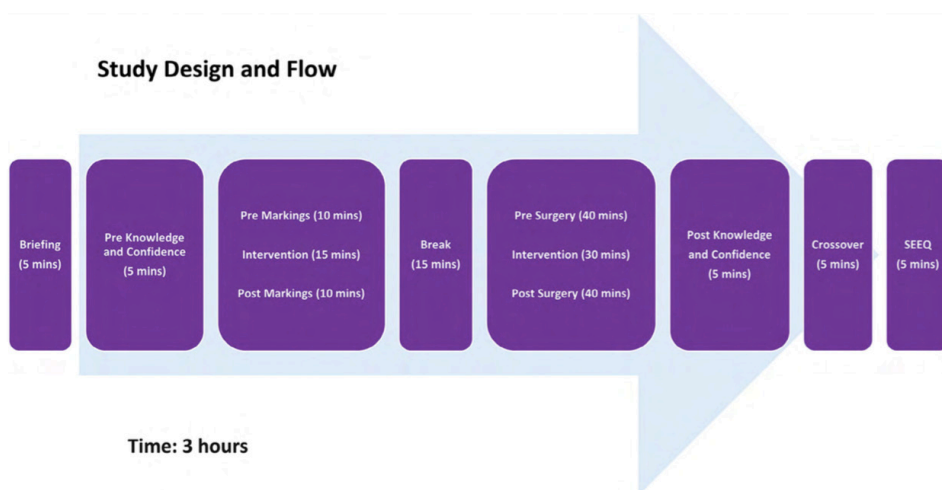 Study Design and Flow
Briefing
(5 mins)
Pre Knowledge
and Confidence
(5 mins)
Pre Markings (10 mins)
Intervention (15 mins)
Post Markings (10 mins)
Break
(15 mins)
Pre Surgery (40 mins)
Intervention (30 mins)
Post Surgery (40 mins)
Post Knowledge
and Confidence
(5 mins)
Crossover
(5 mins)
SEEQ
(5 mins)
Time: 3 hours